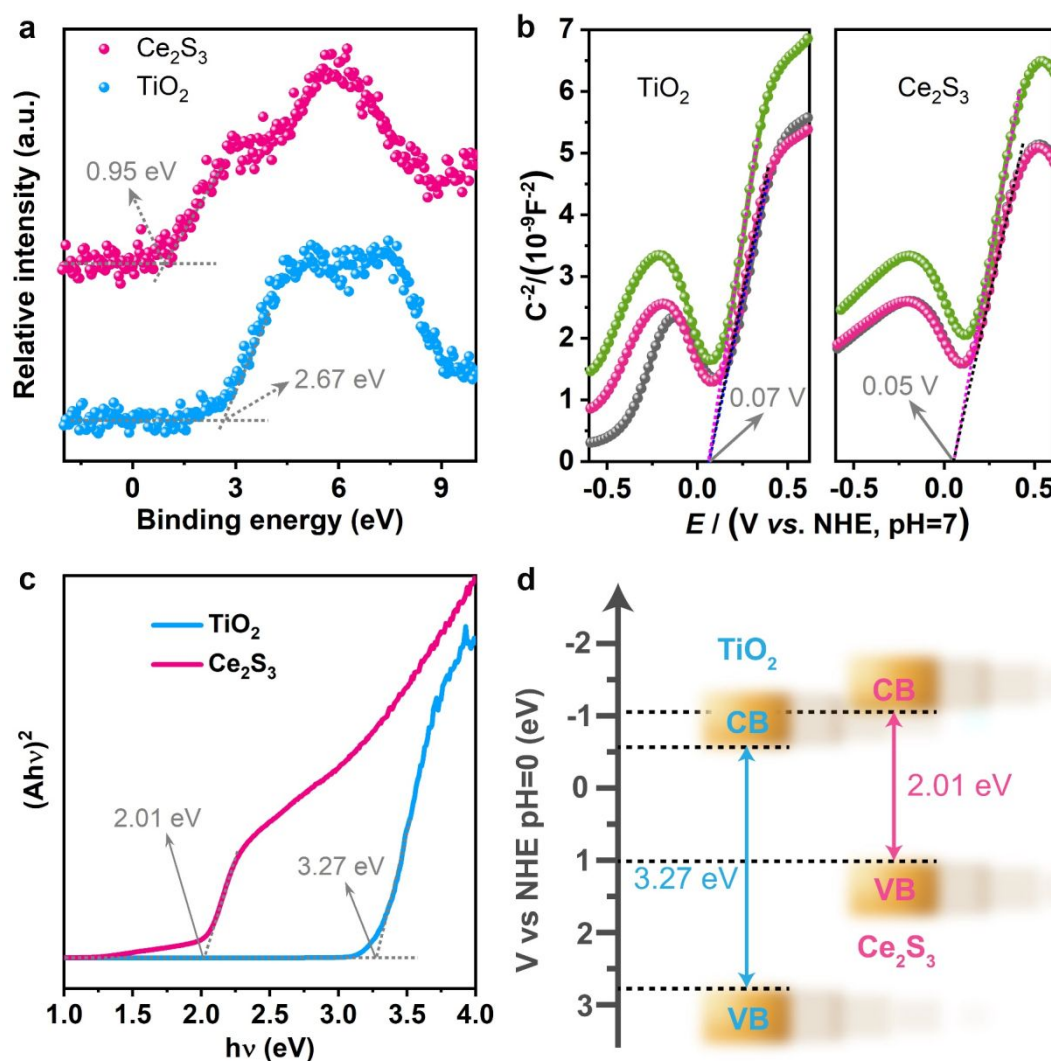 a
Ce₂S₃
TiO₂
0.95 eV
2.67 eV
Relative intensity (a.u.)
0 3 6 9
Binding energy (eV)
b
TiO₂
Ce₂S₃
7
6
5
4
3
2
1
0
C⁻²/(10⁻⁹F⁻²)
0.07 V
0.05 V
-0.5 0.0 0.5 -0.5 0.0 0.5
E / (V vs. NHE, pH=7)
c
TiO₂
Ce₂S₃
(Ahν)²
2.01 eV
3.27 eV
1.0 1.5 2.0 2.5 3.0 3.5 4.0
hν (eV)
d
V vs NHE pH=0 (eV)
-2
-1
0
1
2
3
TiO₂
CB
CB
2.01 eV
3.27 eV
VB
Ce₂S₃
VB